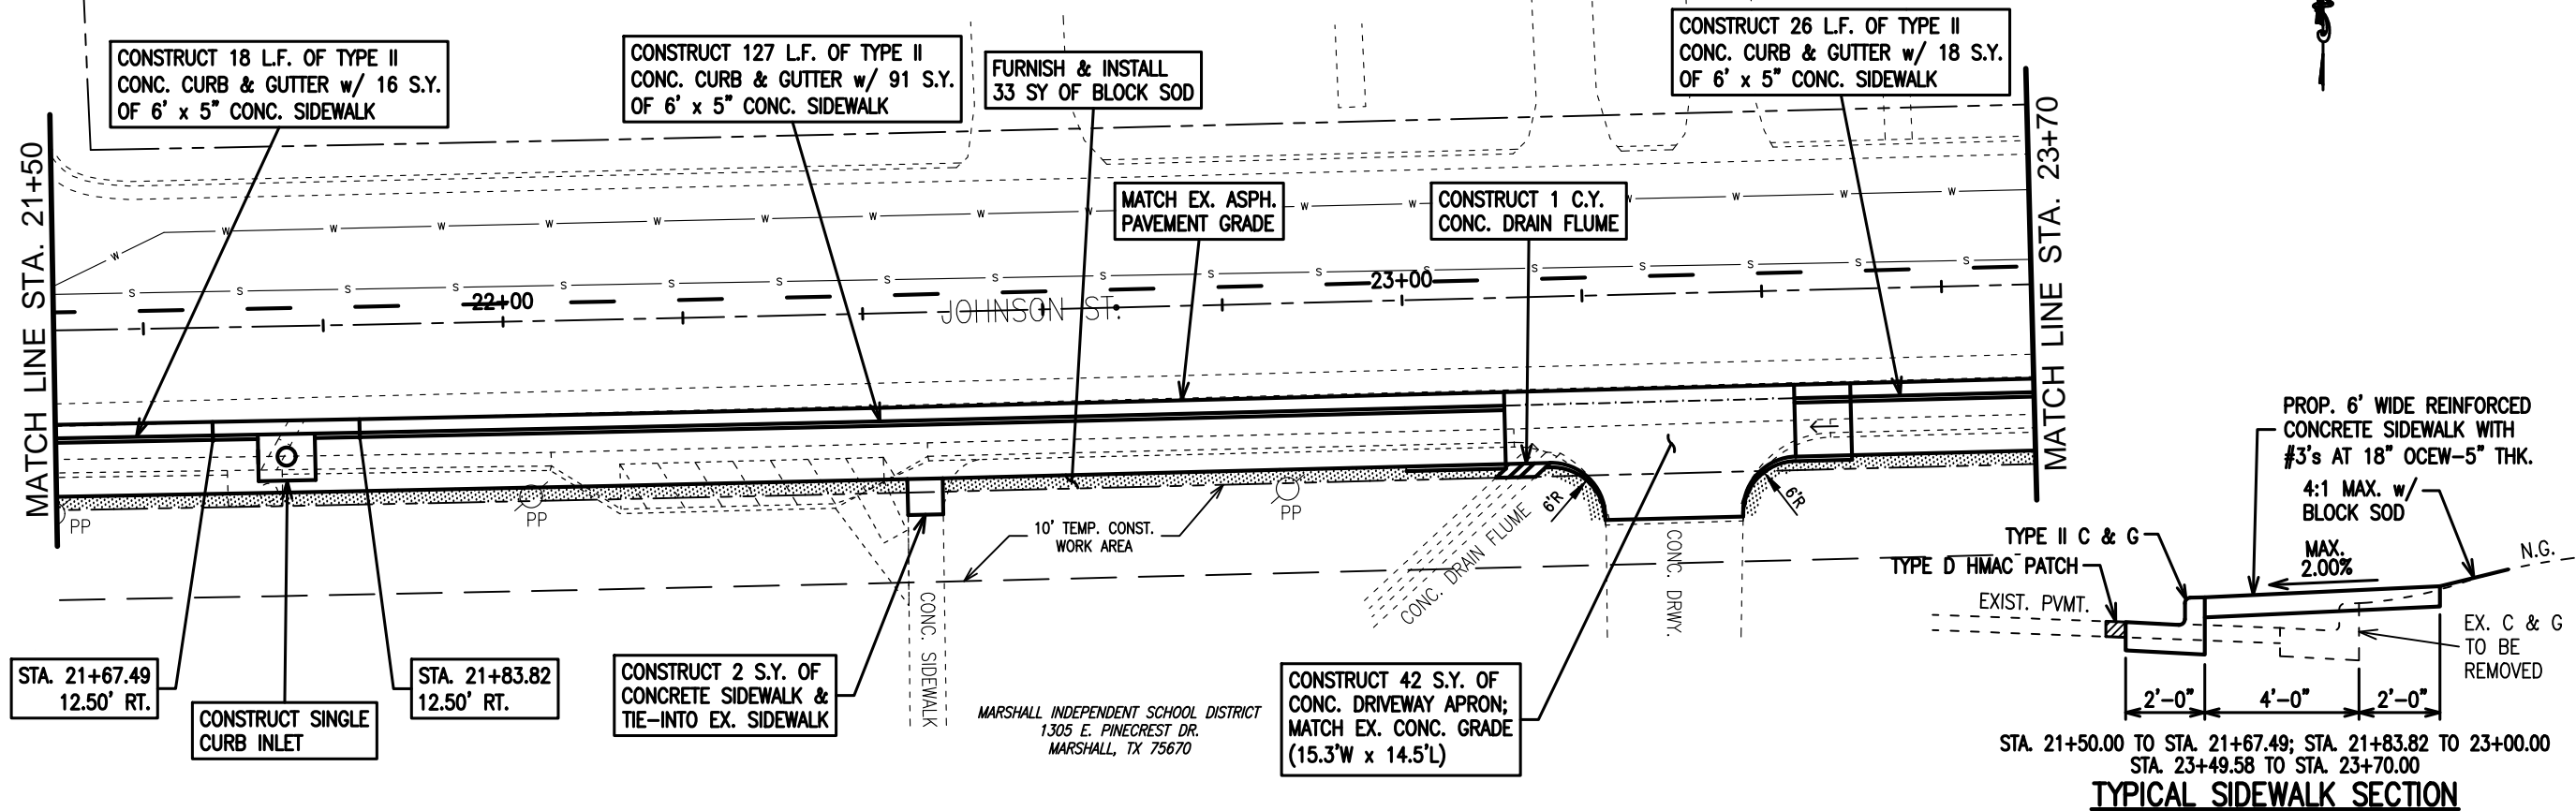 CONSTRUCT 18 L.F. OF TYPE II
CONC. CURB & GUTTER w/ 16 S.Y.
OF 6' x 5" CONC. SIDEWALK
CONSTRUCT 127 L.F. OF TYPE II
CONC. CURB & GUTTER w/ 91 S.Y.
OF 6' x 5" CONC. SIDEWALK
FURNISH & INSTALL
33 SY OF BLOCK SOD
CONSTRUCT 26 L.F. OF TYPE II
CONC. CURB & GUTTER w/ 18 S.Y.
OF 6' x 5" CONC. SIDEWALK
MATCH LINE STA. 21+50
MATCH EX. ASPH.
PAVEMENT GRADE
CONSTRUCT 1 C.Y.
CONC. DRAIN FLUME
MATCH LINE STA. 23+70
W W W W W W W W W W W W W W W
S S S S S S S S S S S S S S S S S
22+00
23+00
JOHNSON ST.
PP
PP
PP
10' TEMP. CONST.
WORK AREA
6'R
6'R
CONC. DRAIN FLUME
CONC. DRWY.
CONC. SIDEWALK
STA. 21+67.49
12.50' RT.
CONSTRUCT SINGLE
CURB INLET
STA. 21+83.82
12.50' RT.
CONSTRUCT 2 S.Y. OF
CONCRETE SIDEWALK &
TIE-INTO EX. SIDEWALK
MARSHALL INDEPENDENT SCHOOL DISTRICT
1305 E. PINECREST DR.
MARSHALL, TX 75670
CONSTRUCT 42 S.Y. OF
CONC. DRIVEWAY APRON;
MATCH EX. CONC. GRADE
(15.3'W x 14.5'L)
PROP. 6' WIDE REINFORCED
CONCRETE SIDEWALK WITH
#3's AT 18" OCEW-5" THK.
4:1 MAX. w/
BLOCK SOD
TYPE II C & G
TYPE D HMAC PATCH
MAX.
2.00%
N.G.
EXIST. PVMT.
EX. C & G
TO BE
REMOVED
2'-0"
4'-0"
2'-0"
STA. 21+50.00 TO STA. 21+67.49; STA. 21+83.82 TO 23+00.00
STA. 23+49.58 TO STA. 23+70.00
TYPICAL SIDEWALK SECTION